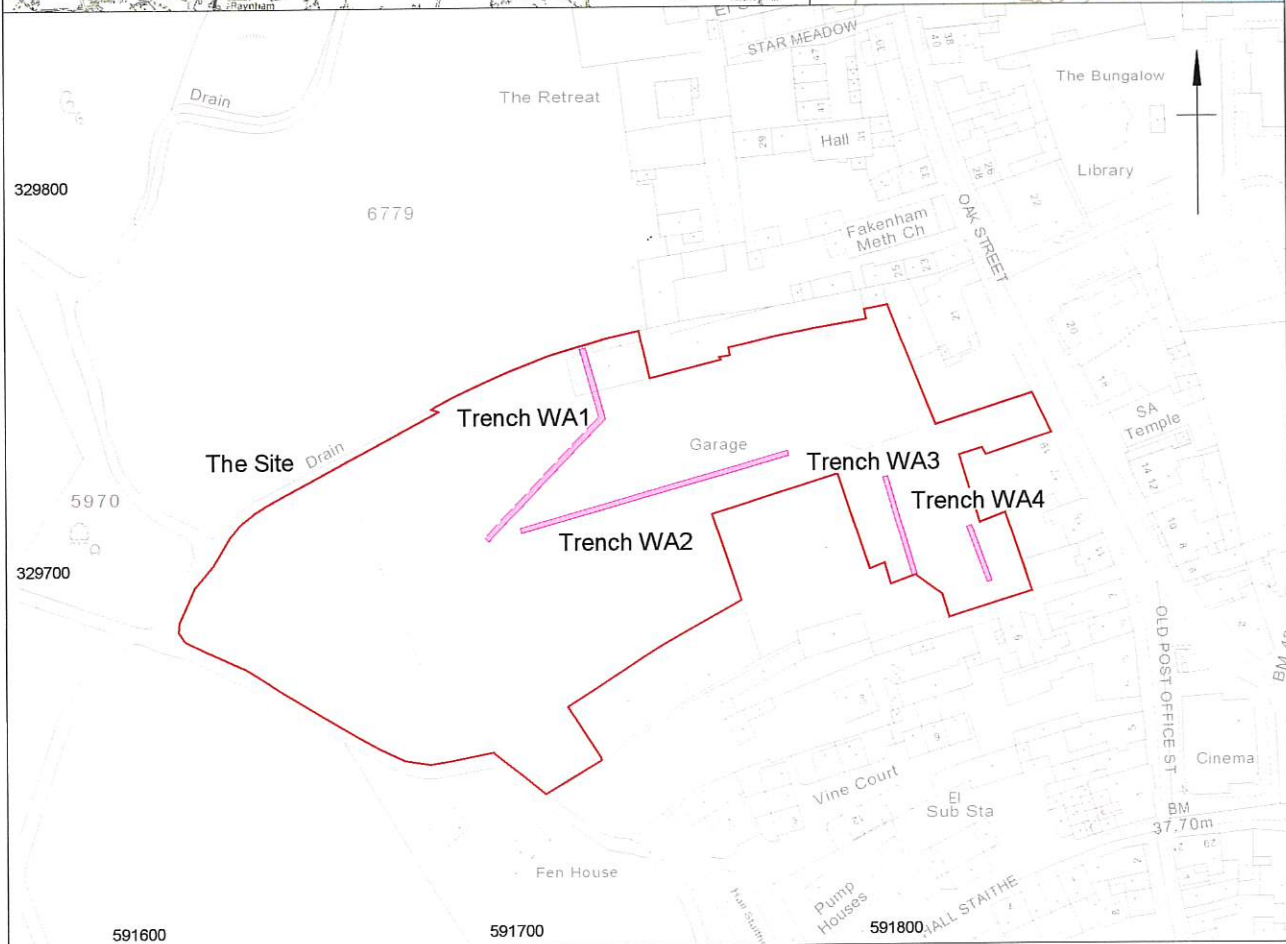 Raynham
STAR MEADOW
Drain
The Retreat
The Bungalow
Hall
Library
329800
6779
Fakenham
Meth Ch
OAK STREET
Trench WA1
Garage
SA
Temple
The Site
Drain
Trench WA3
Trench WA4
5970
Trench WA2
329700
OLD POST OFFICE ST
Cinema
Vine Court
El
Sub Sta
BM
37.70m
Fen House
Pump
Houses
HALL STAITHE
591600
591700
591800